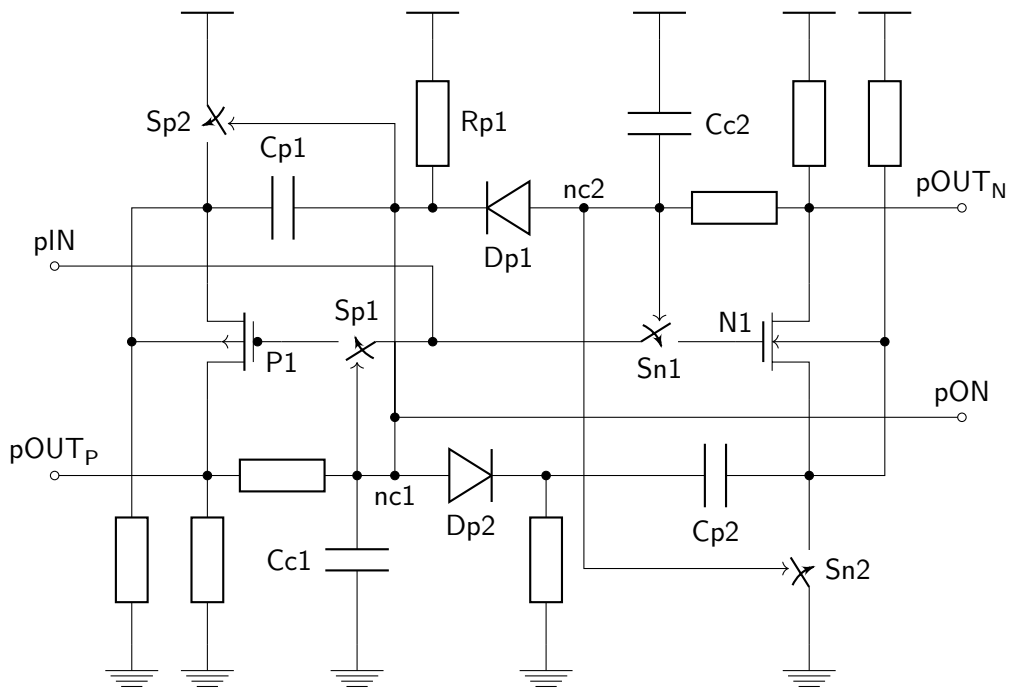 Sp2
Rp1
Cc2
Cp1
nc2
pOUT_N
Dp1
pIN
Sp1
N1
P1
Sn1
pON
pOUT_P
nc1
Dp2
Cp2
Cc1
Sn2